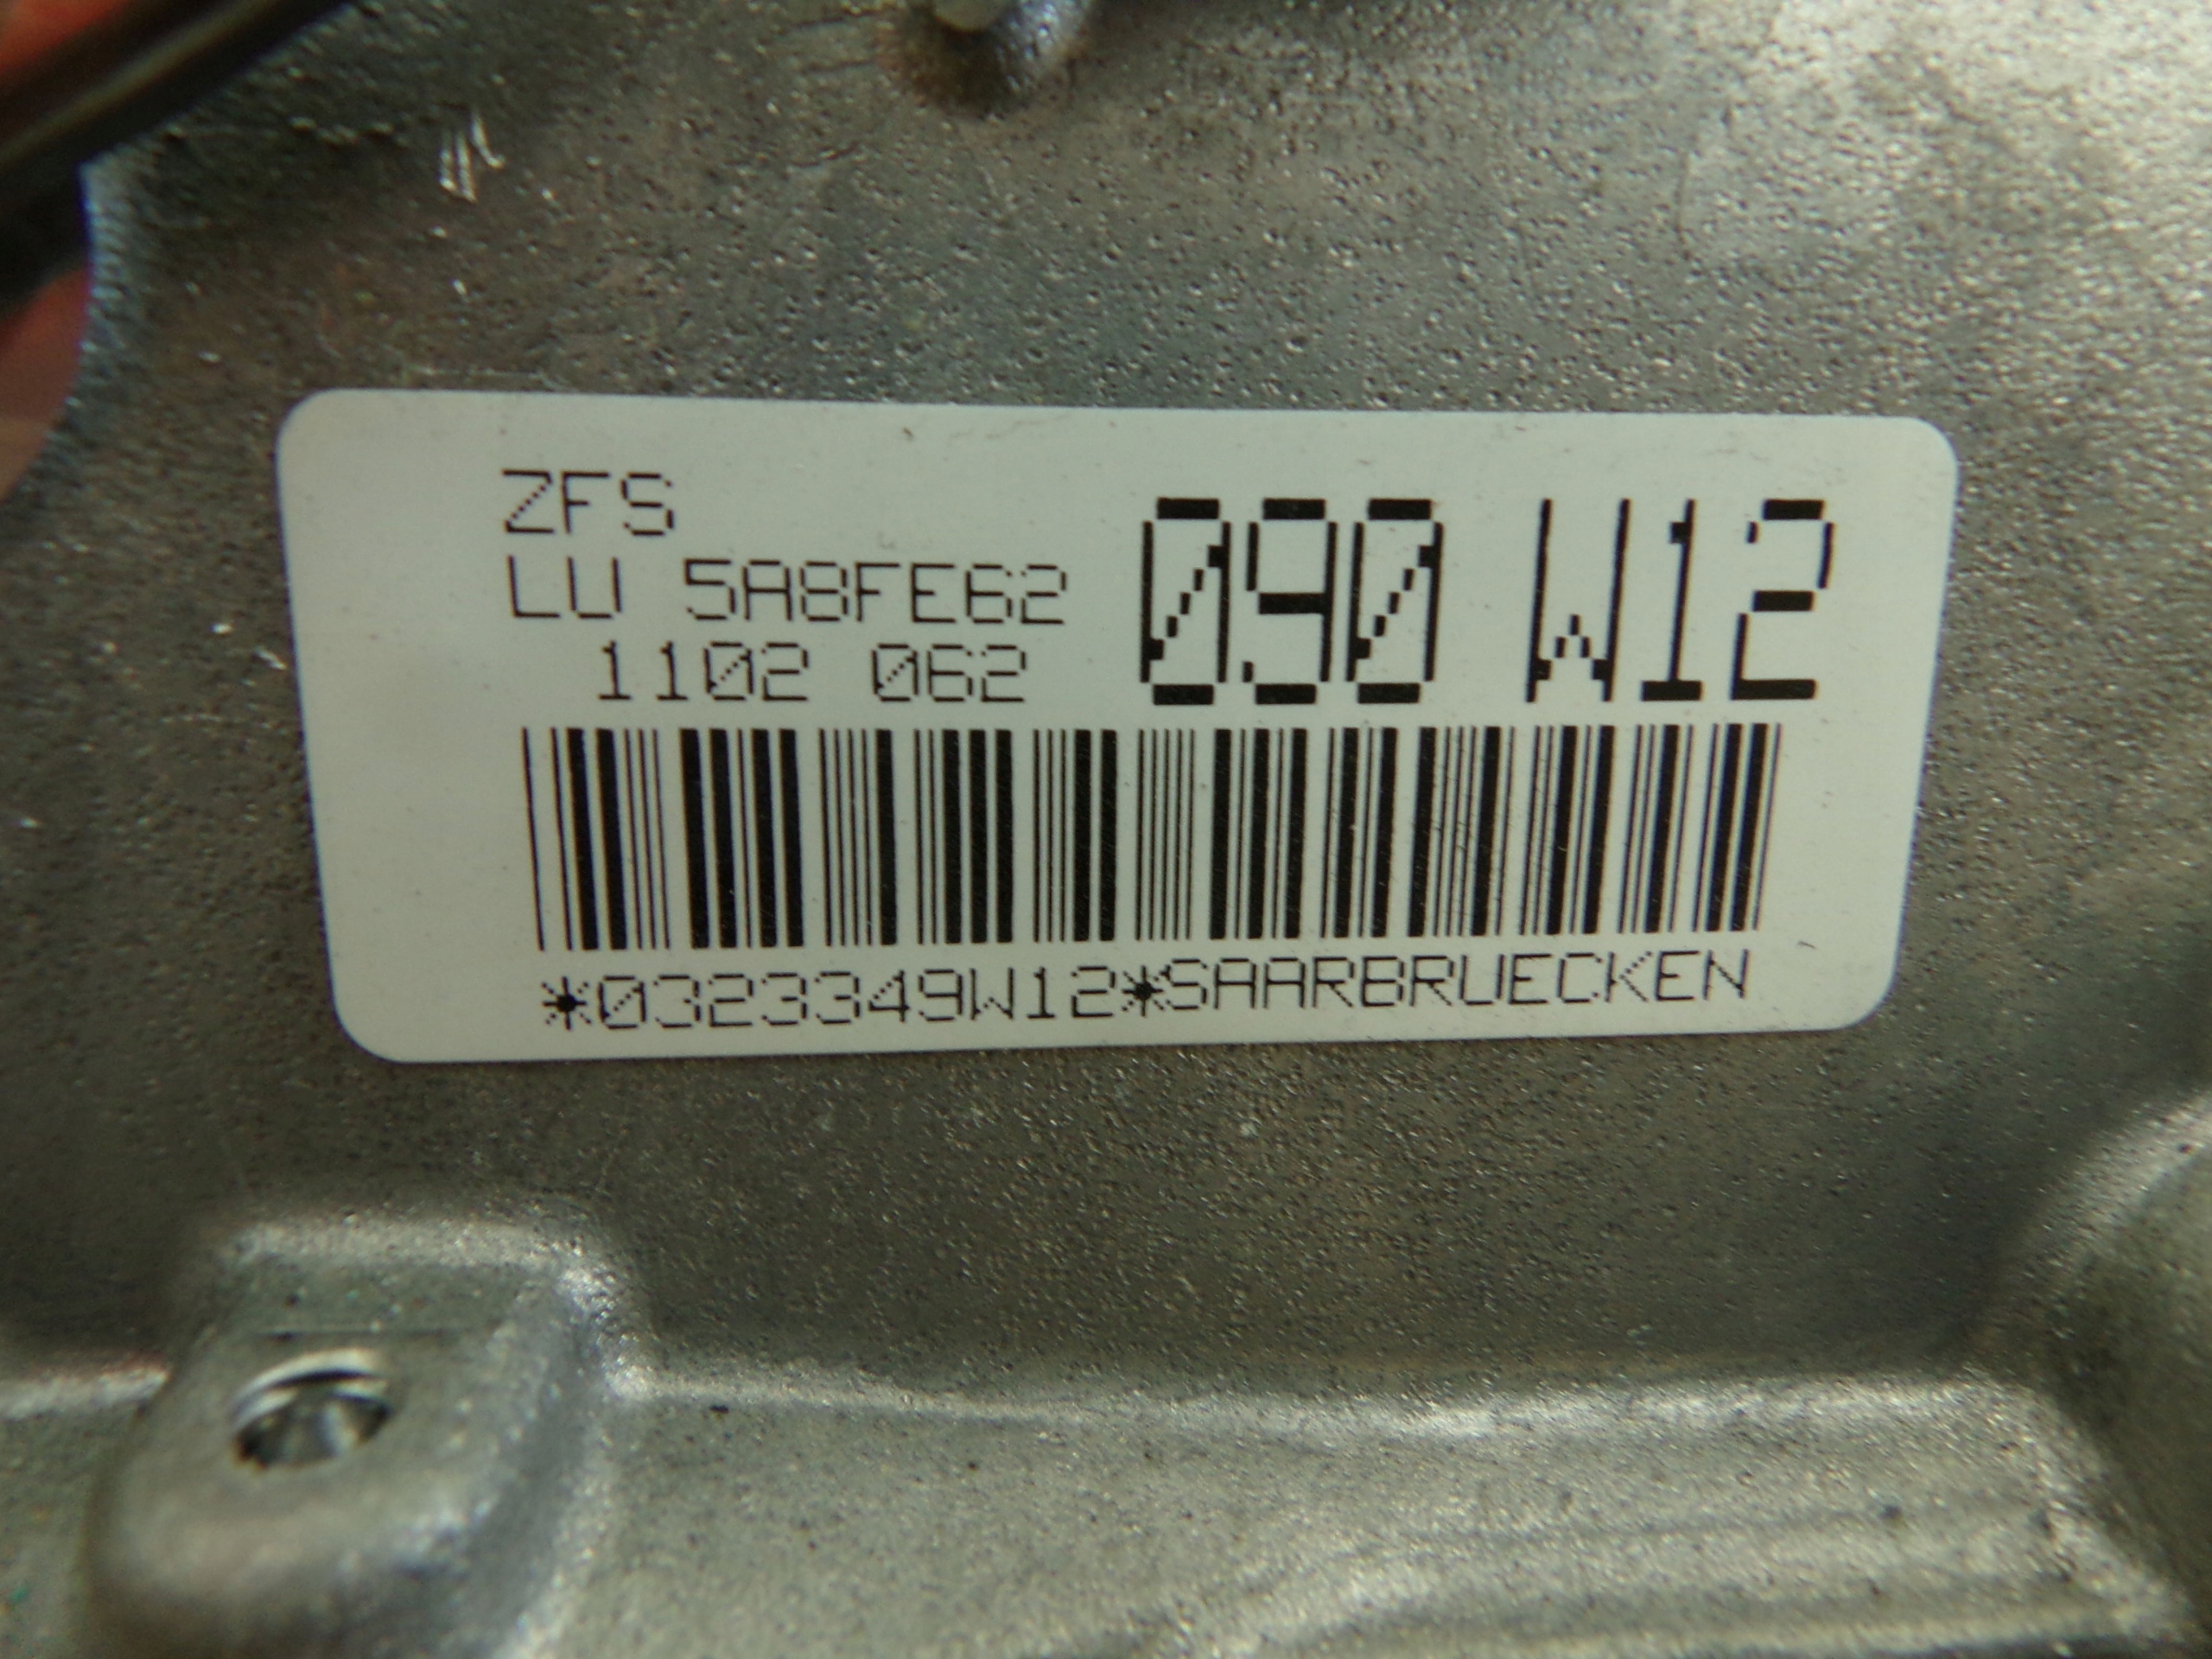 ZFS
LU 5A8FE62
1102 062
090 W12
*0323349W12*SAARBRUECKEN